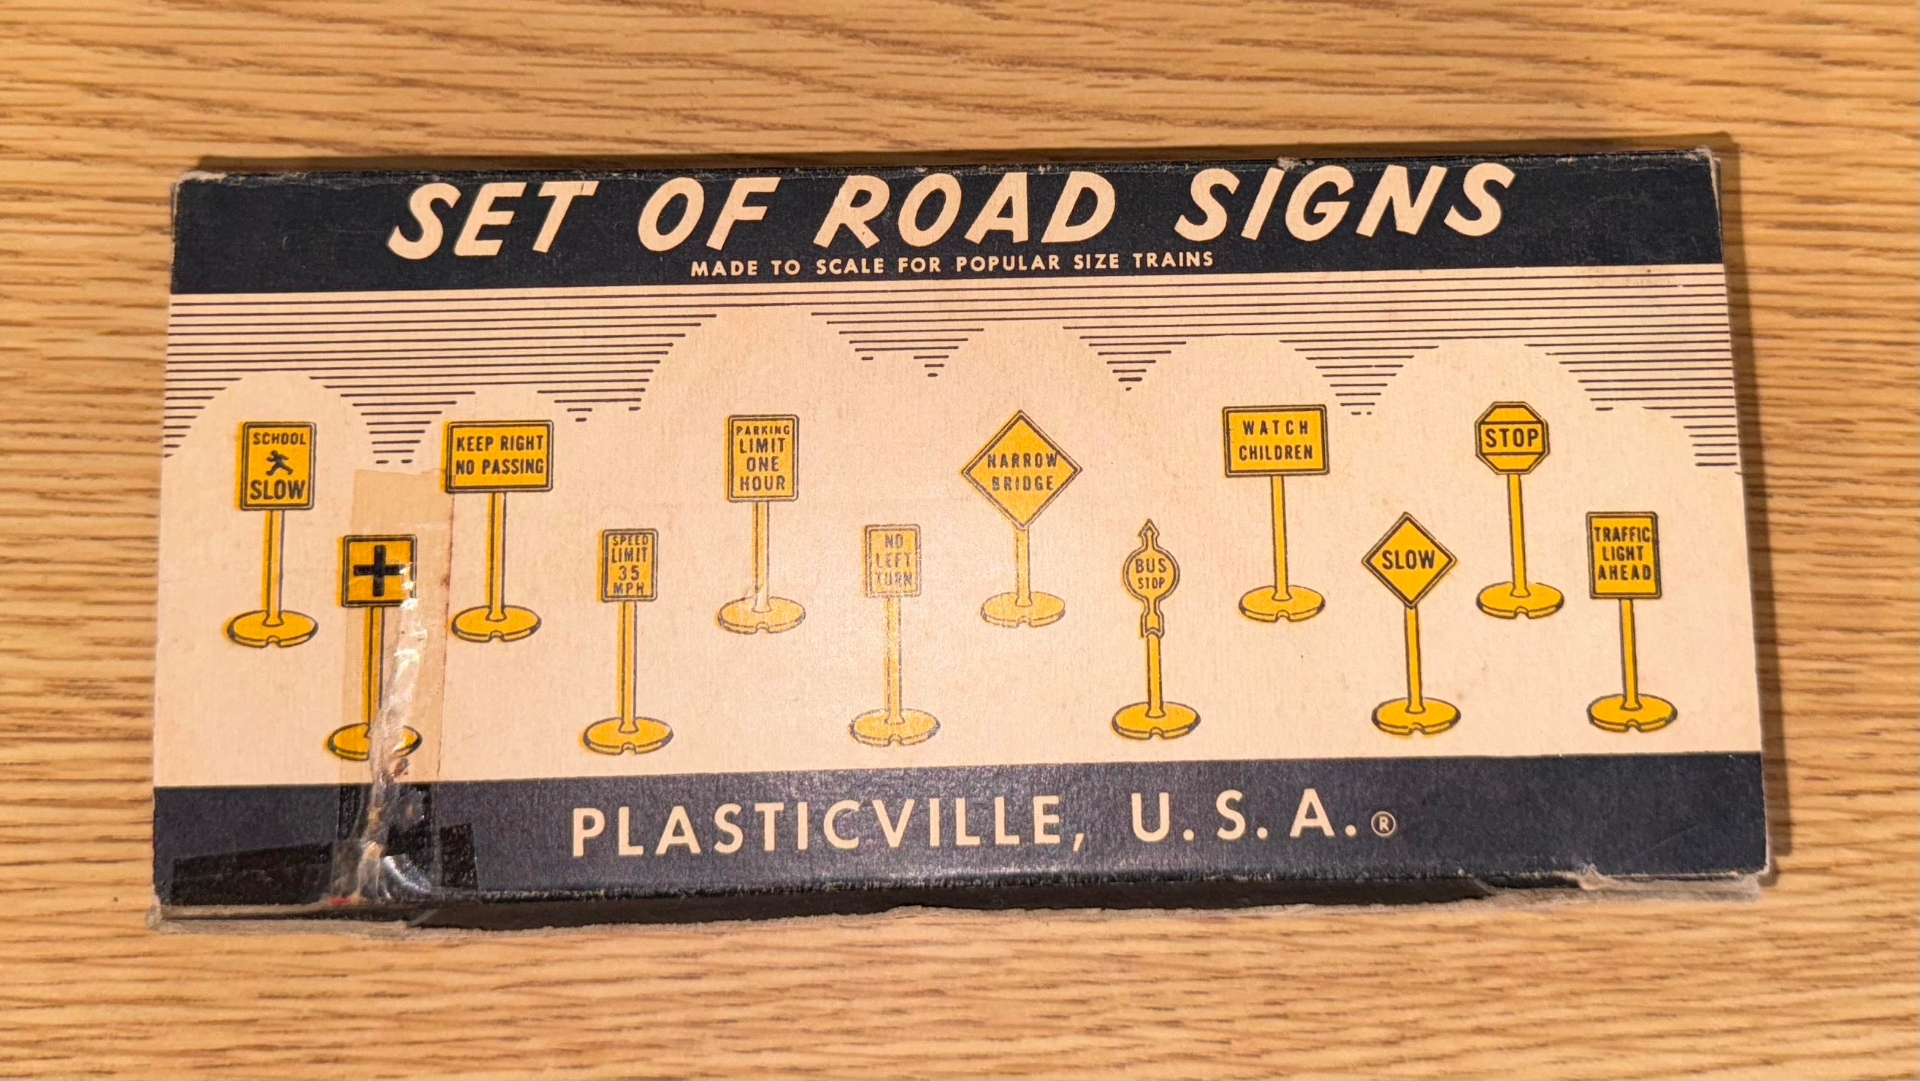 SET OF ROAD SIGNS
MADE TO SCALE FOR POPULAR SIZE TRAINS
SCHOOL
SLOW
KEEP RIGHT
NO PASSING
SPEED
LIMIT
35
MPH
PARKING
LIMIT
ONE
HOUR
NO
LEFT
TURN
NARROW
BRIDGE
BUS
STOP
WATCH
CHILDREN
SLOW
STOP
TRAFFIC
LIGHT
AHEAD
PLASTICVILLE, U.S.A.®